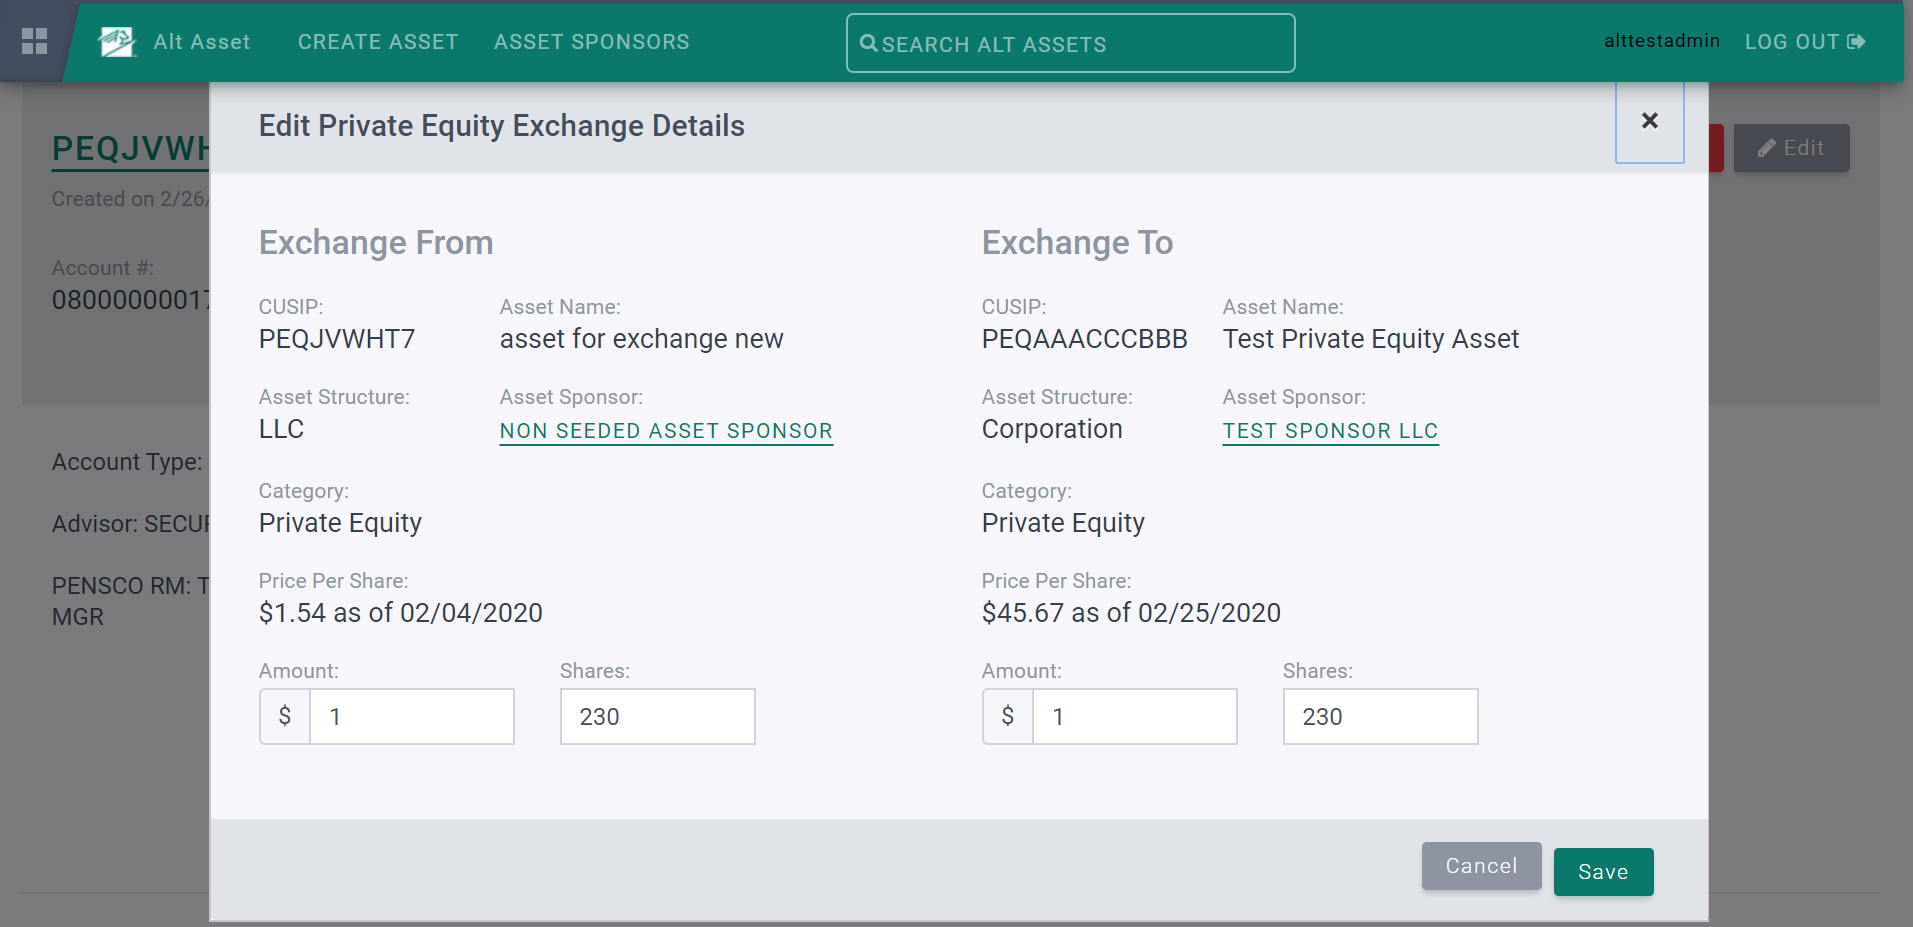 Alt Asset CREATE ASSET ASSET SPONSORS SEARCH ALT ASSETS alttestadmin LOG OUT
Edit Private Equity Exchange Details ×
PEQJVWH
Edit
Created on 2/26/
Account #:
080000000017
Account Type:
Advisor: SECUR
PENSCO RM: T
MGR
Exchange From
CUSIP: Asset Name:
PEQJVWHT7 asset for exchange new
Asset Structure: Asset Sponsor:
LLC NON SEEDED ASSET SPONSOR
Category:
Private Equity
Price Per Share:
$1.54 as of 02/04/2020
Amount: Shares:
$ 1 230
Exchange To
CUSIP: Asset Name:
PEQAAACCCBBB Test Private Equity Asset
Asset Structure: Asset Sponsor:
Corporation TEST SPONSOR LLC
Category:
Private Equity
Price Per Share:
$45.67 as of 02/25/2020
Amount: Shares:
$ 1 230
Cancel Save